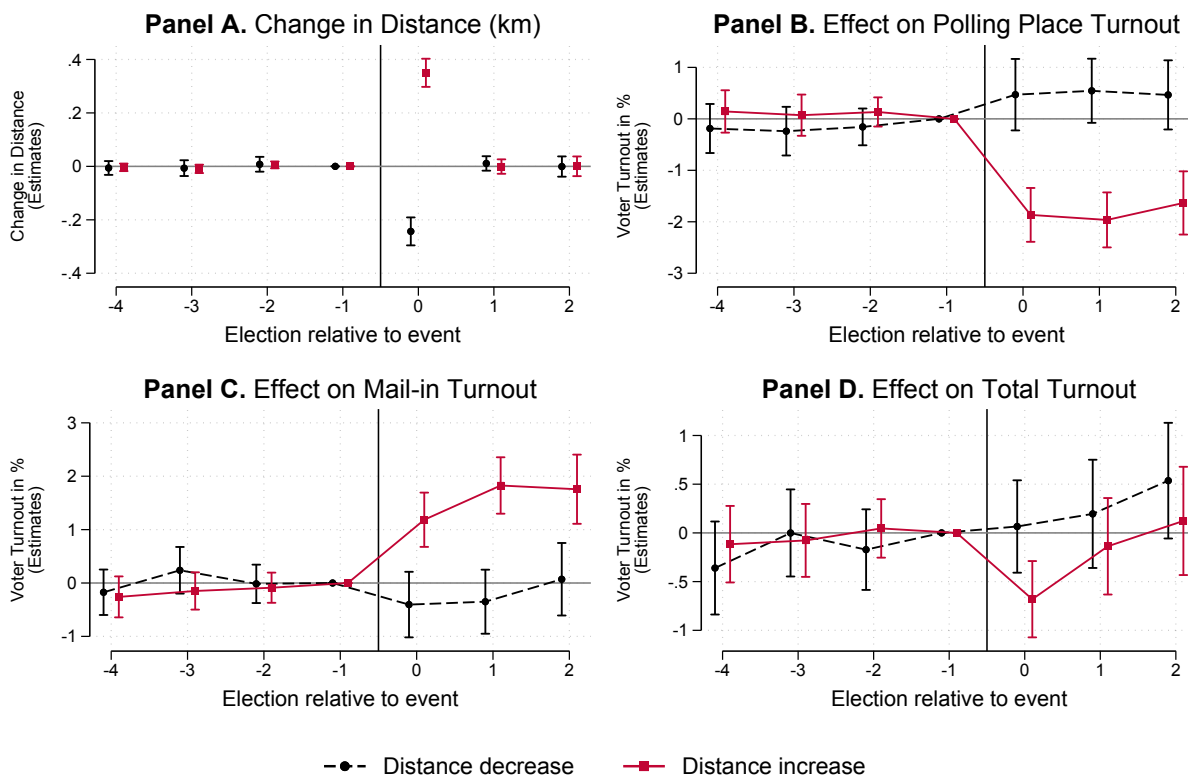 Panel A. Change in Distance (km)
Change in Distance
(Estimates)
.4
.2
0
-.2
-.4
-4 -3 -2 -1 0 1 2
Election relative to event
Panel B. Effect on Polling Place Turnout
Voter Turnout in %
(Estimates)
1
0
-1
-2
-3
-4 -3 -2 -1 0 1 2
Election relative to event
Panel C. Effect on Mail-in Turnout
Voter Turnout in %
(Estimates)
3
2
1
0
-1
-4 -3 -2 -1 0 1 2
Election relative to event
Panel D. Effect on Total Turnout
Voter Turnout in %
(Estimates)
1
.5
0
-.5
-1
-4 -3 -2 -1 0 1 2
Election relative to event
Distance decrease
Distance increase